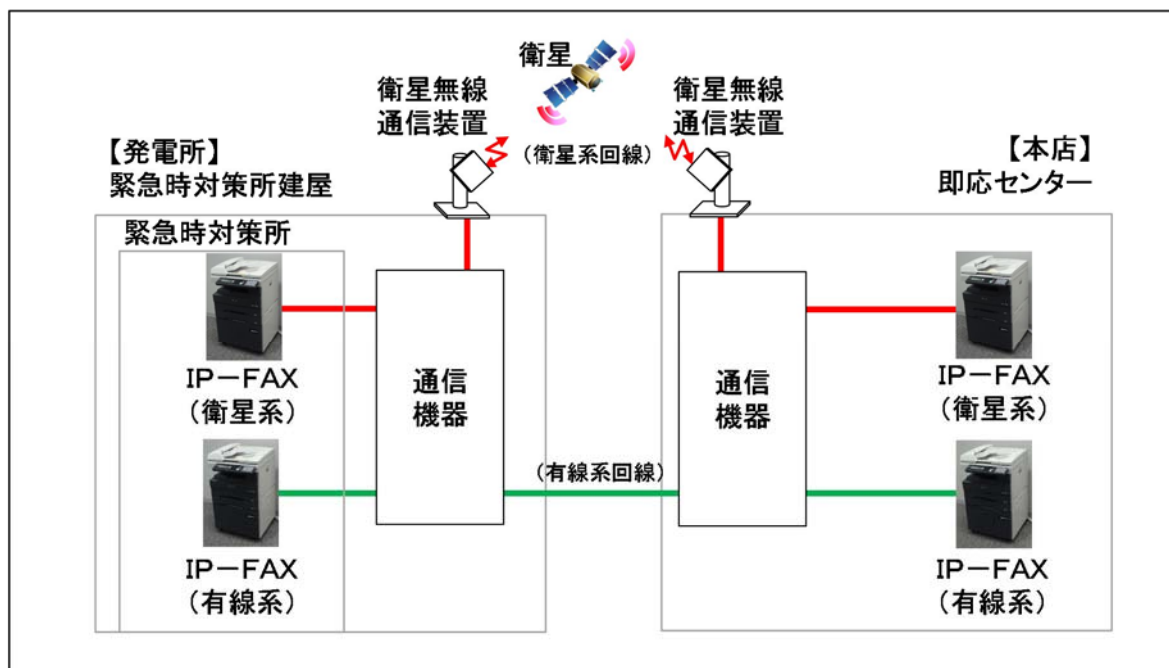 衛星
衛星無線
通信装置
衛星無線
通信装置
(衛星系回線)
【発電所】
緊急時対策所建屋
【本店】
即応センター
緊急時対策所
IP-FAX
(衛星系)
通信
機器
通信
機器
IP-FAX
(衛星系)
(有線系回線)
IP-FAX
(有線系)
IP-FAX
(有線系)